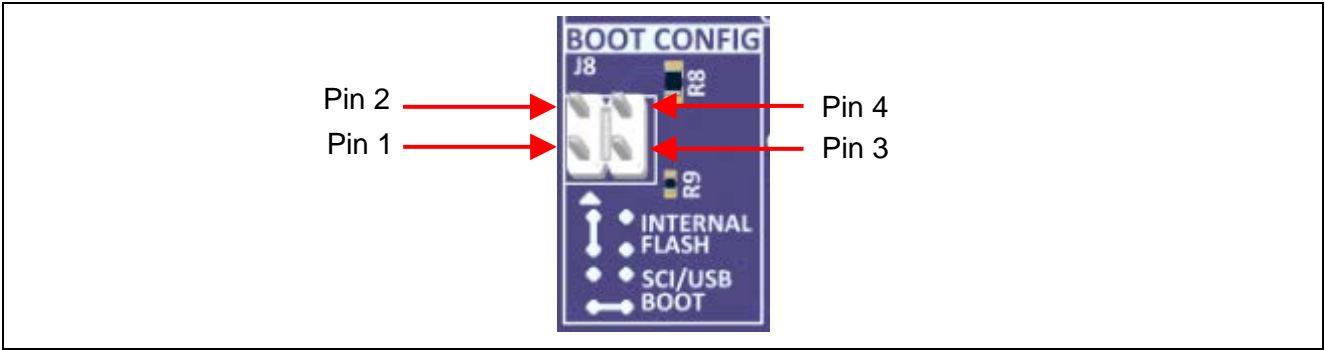 BOOT CONFIG
J8
R8
Pin 2
Pin 4
Pin 1
Pin 3
R9
INTERNAL
FLASH
SCI/USB
BOOT